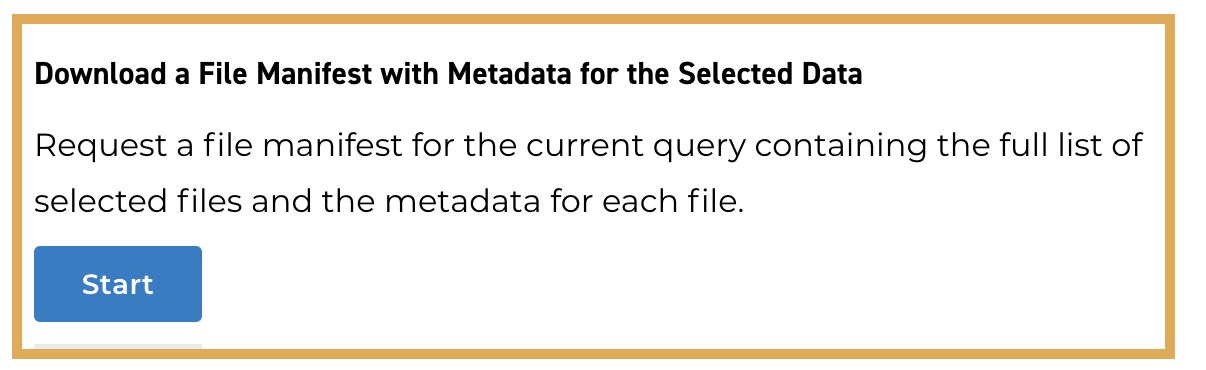 Download a File Manifest with Metadata for the Selected Data
Request a file manifest for the current query containing the full list of
selected files and the metadata for each file.
Start